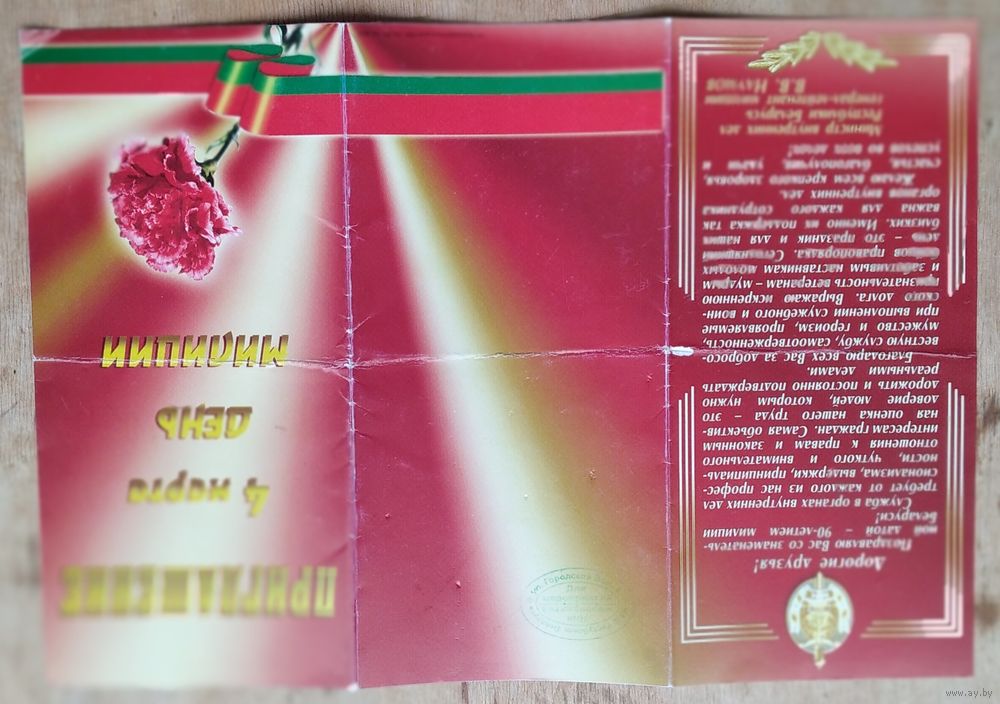 ПРИГЛАШЕНИЕ
4 марта
ДЕНЬ
МИЛИЦИИ
Дорогие друзья!
Поздравляю Вас со знаменатель-
ной датой – 90-летием милиции
Беларуси!
Служба в органах внутренних дел
требует от каждого из нас профес-
сионализма, выдержки, принципиаль-
ности, чуткого и внимательного
отношения к правам и законным
интересам граждан. Самая объектив-
ная оценка нашего труда – это
доверие людей, которым нужно
дорожить и постоянно подтверждать
реальными делами.
Благодарю всех Вас за добросо-
вестную службу, самоотверженность,
мужество и героизм, проявляемые
при выполнении служебного и воин-
ского долга. Выражаю искреннюю
признательность ветеранам – мудрым
и заботливым наставникам молодых
бойцов правопорядка. Сегодняшний
день – это праздник и для наших
близких. Именно их поддержка так
важна для каждого сотрудника
органов внутренних дел.
Желаю всем крепкого здоровья,
счастья, благополучия, удачи и
успехов во всех делах!
Министр внутренних дел
Республики Беларусь
генерал-лейтенант милиции
В.В. Наумов
Для
www.ay.by